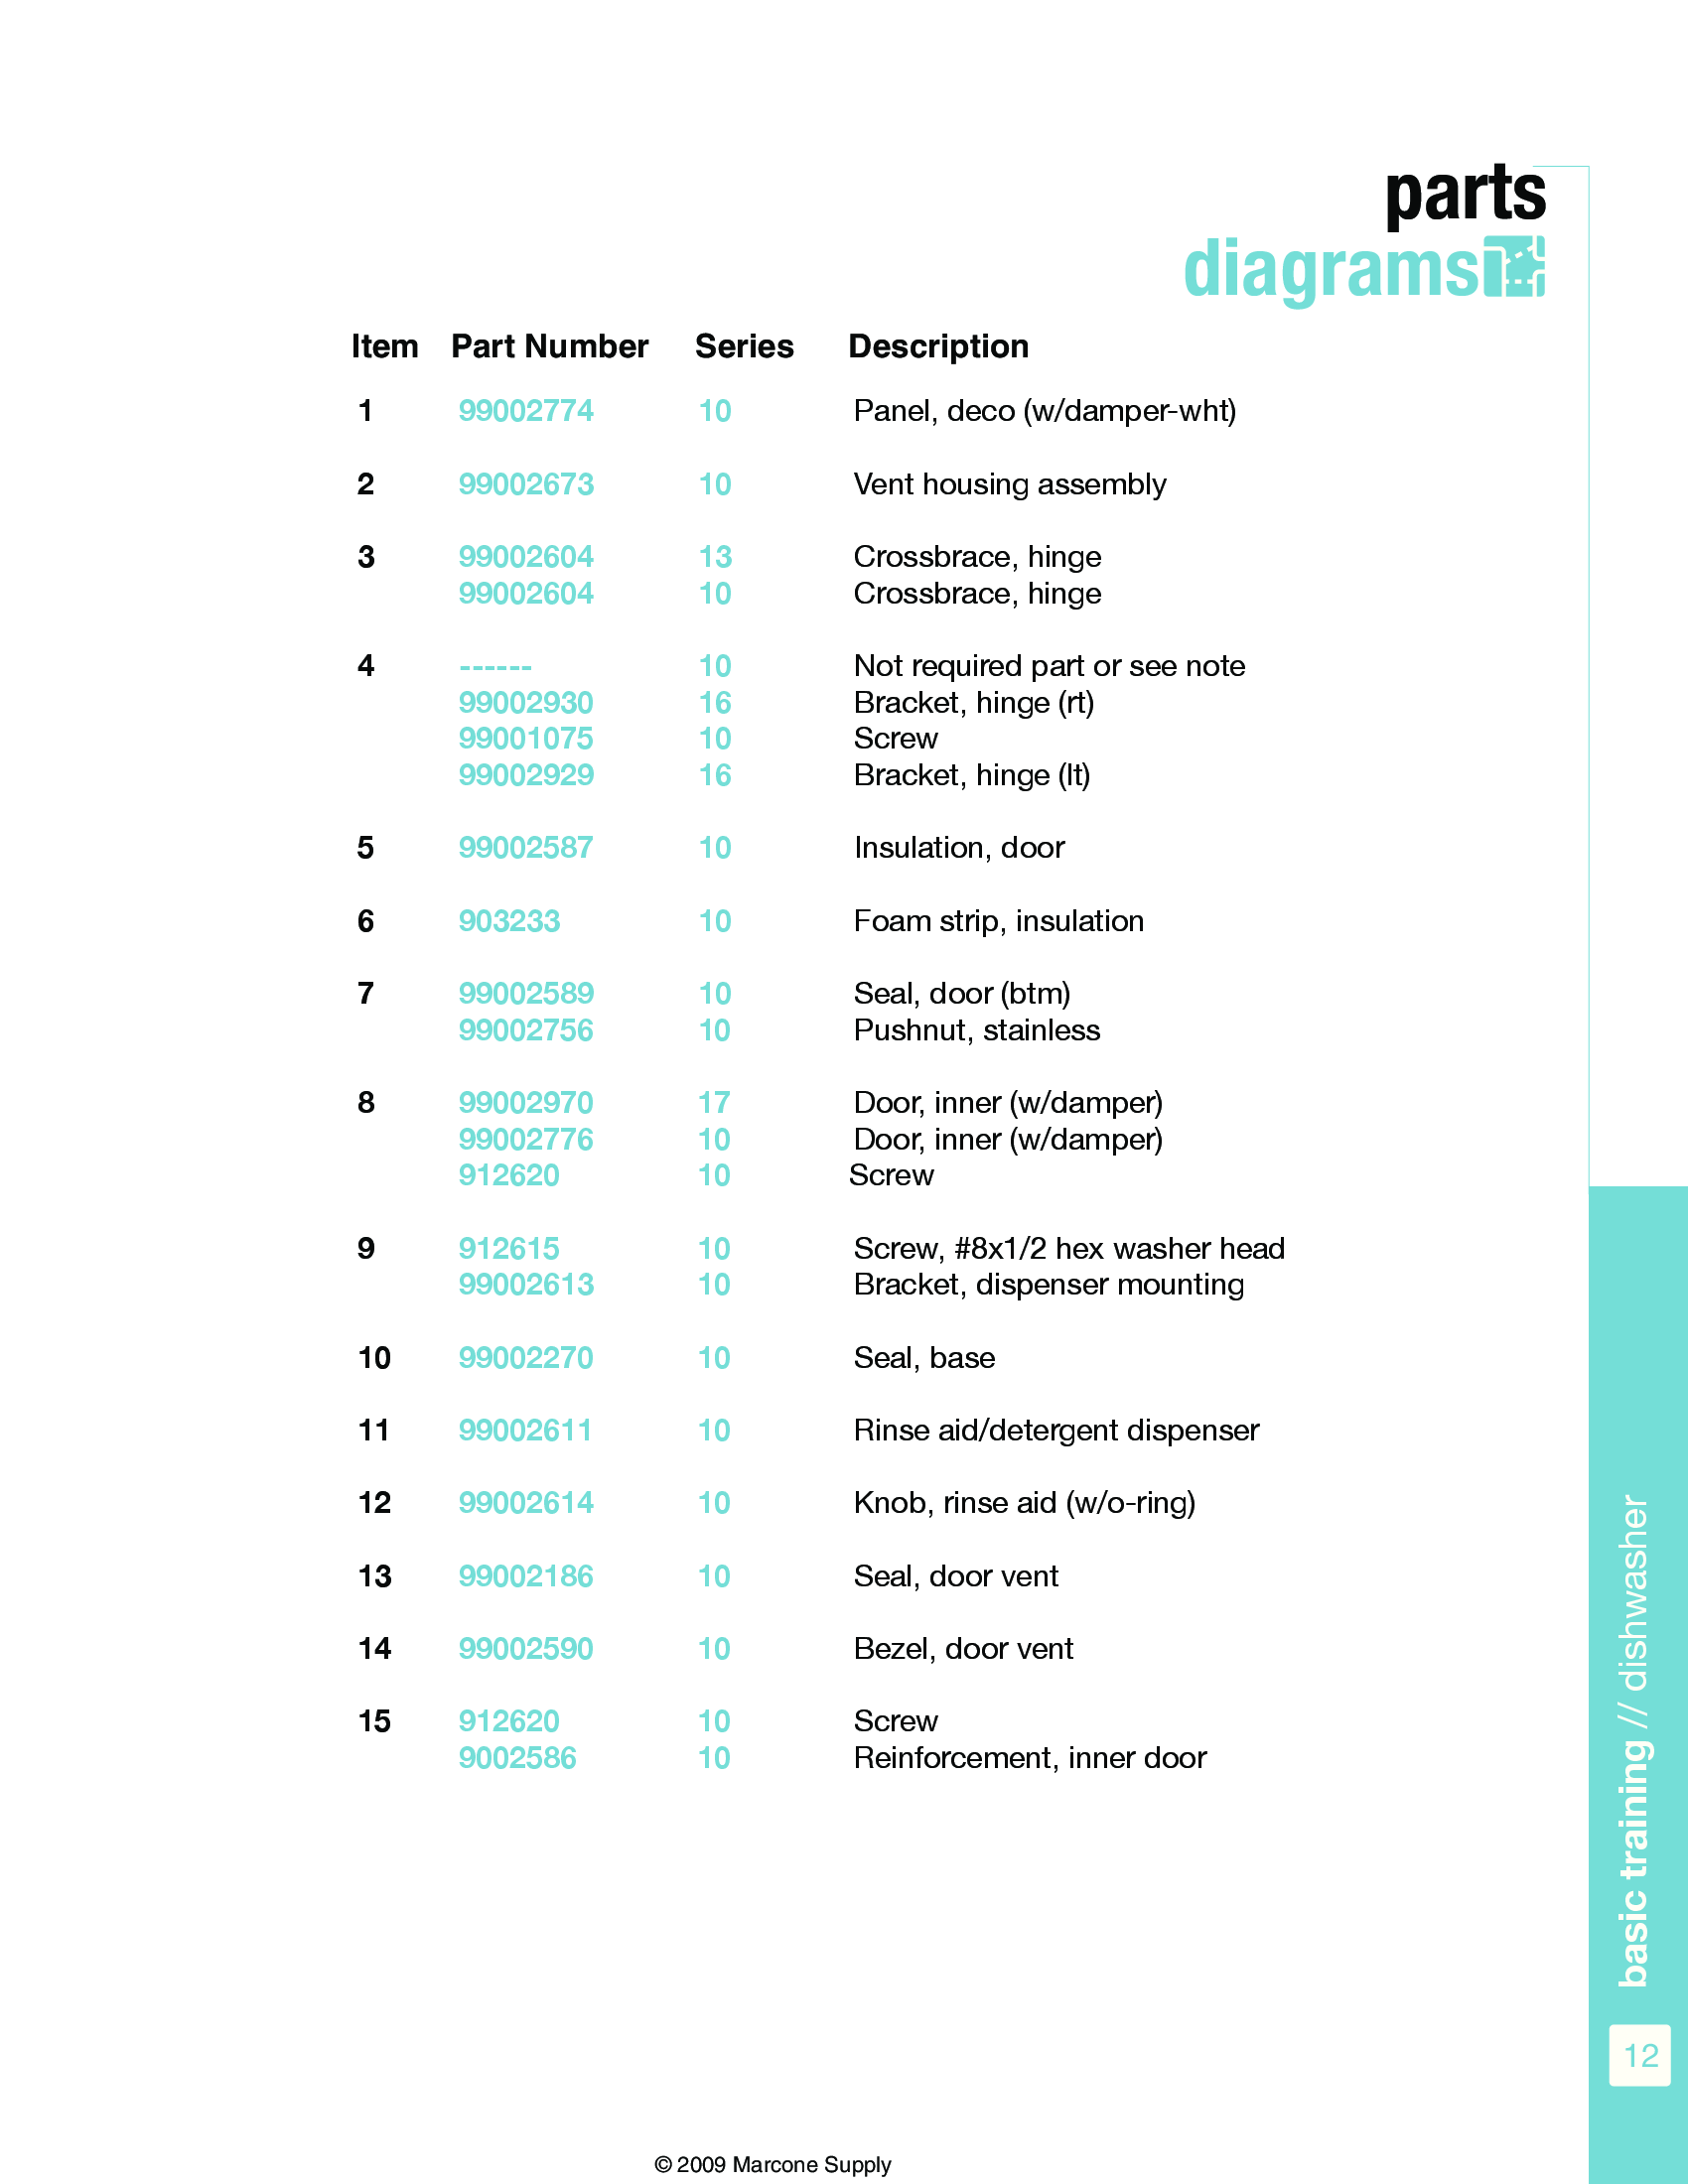 parts
diagrams
Item Part Number Series Description
1 99002774 10 Panel, deco (w/damper-wht)
2 99002673 10 Vent housing assembly
3 99002604 13 Crossbrace, hinge
99002604 10 Crossbrace, hinge
4 ------ 10 Not required part or see note
99002930 16 Bracket, hinge (rt)
99001075 10 Screw
99002929 16 Bracket, hinge (lt)
5 99002587 10 Insulation, door
6 903233 10 Foam strip, insulation
7 99002589 10 Seal, door (btm)
99002756 10 Pushnut, stainless
8 99002970 17 Door, inner (w/damper)
99002776 10 Door, inner (w/damper)
912620 10 Screw
9 912615 10 Screw, #8x1/2 hex washer head
99002613 10 Bracket, dispenser mounting
10 99002270 10 Seal, base
11 99002611 10 Rinse aid/detergent dispenser
12 99002614 10 Knob, rinse aid (w/o-ring)
13 99002186 10 Seal, door vent
14 99002590 10 Bezel, door vent
15 912620 10 Screw
9002586 10 Reinforcement, inner door
basic training // dishwasher
12
© 2009 Marcone Supply